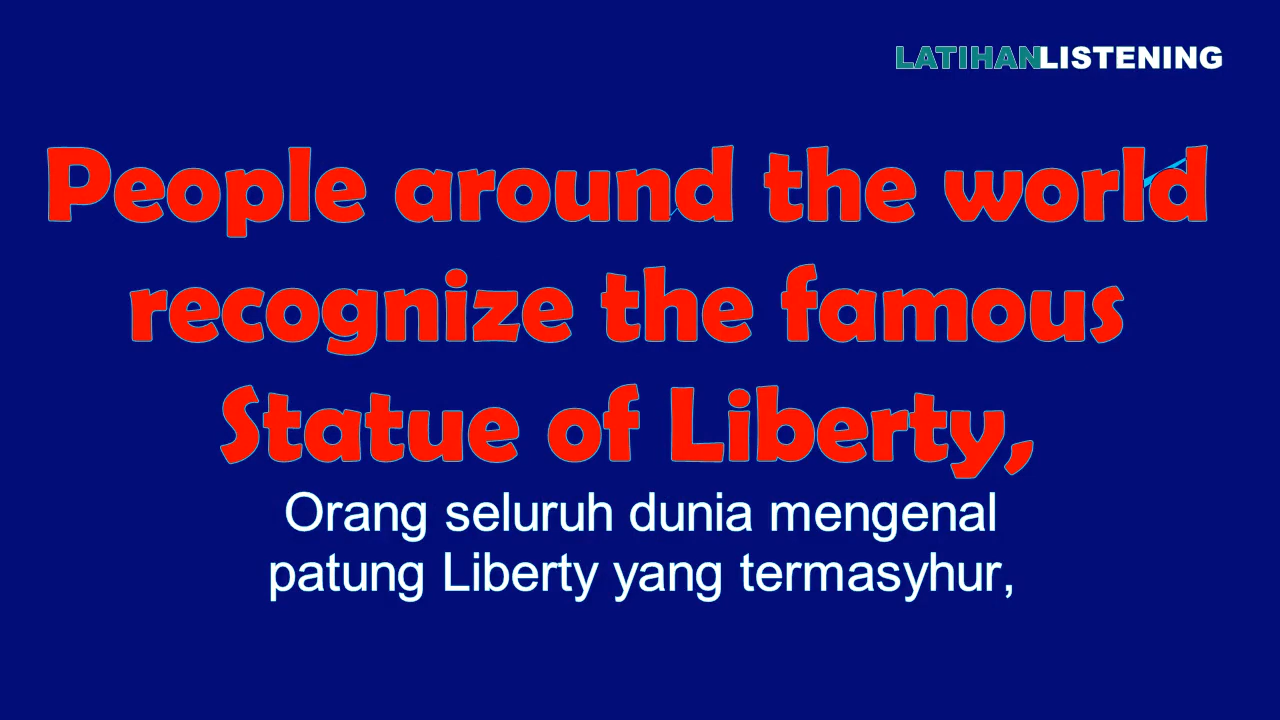 LATIHANLISTENING
People around the world
recognize the famous
Statue of Liberty,
Orang seluruh dunia mengenal
patung Liberty yang termasyhur,